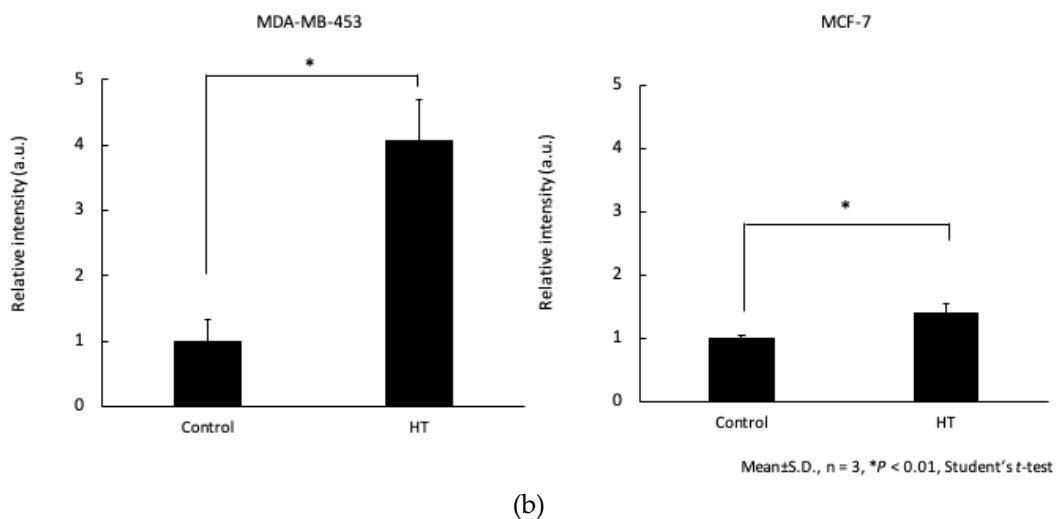 MDA-MB-453
Relative intensity (a.u.)
5
4
3
2
1
0
*
Control HT
MCF-7
Relative intensity (a.u.)
5
4
3
2
1
0
*
Control HT
Mean±S.D., n = 3, *P < 0.01, Student's t-test
(b)